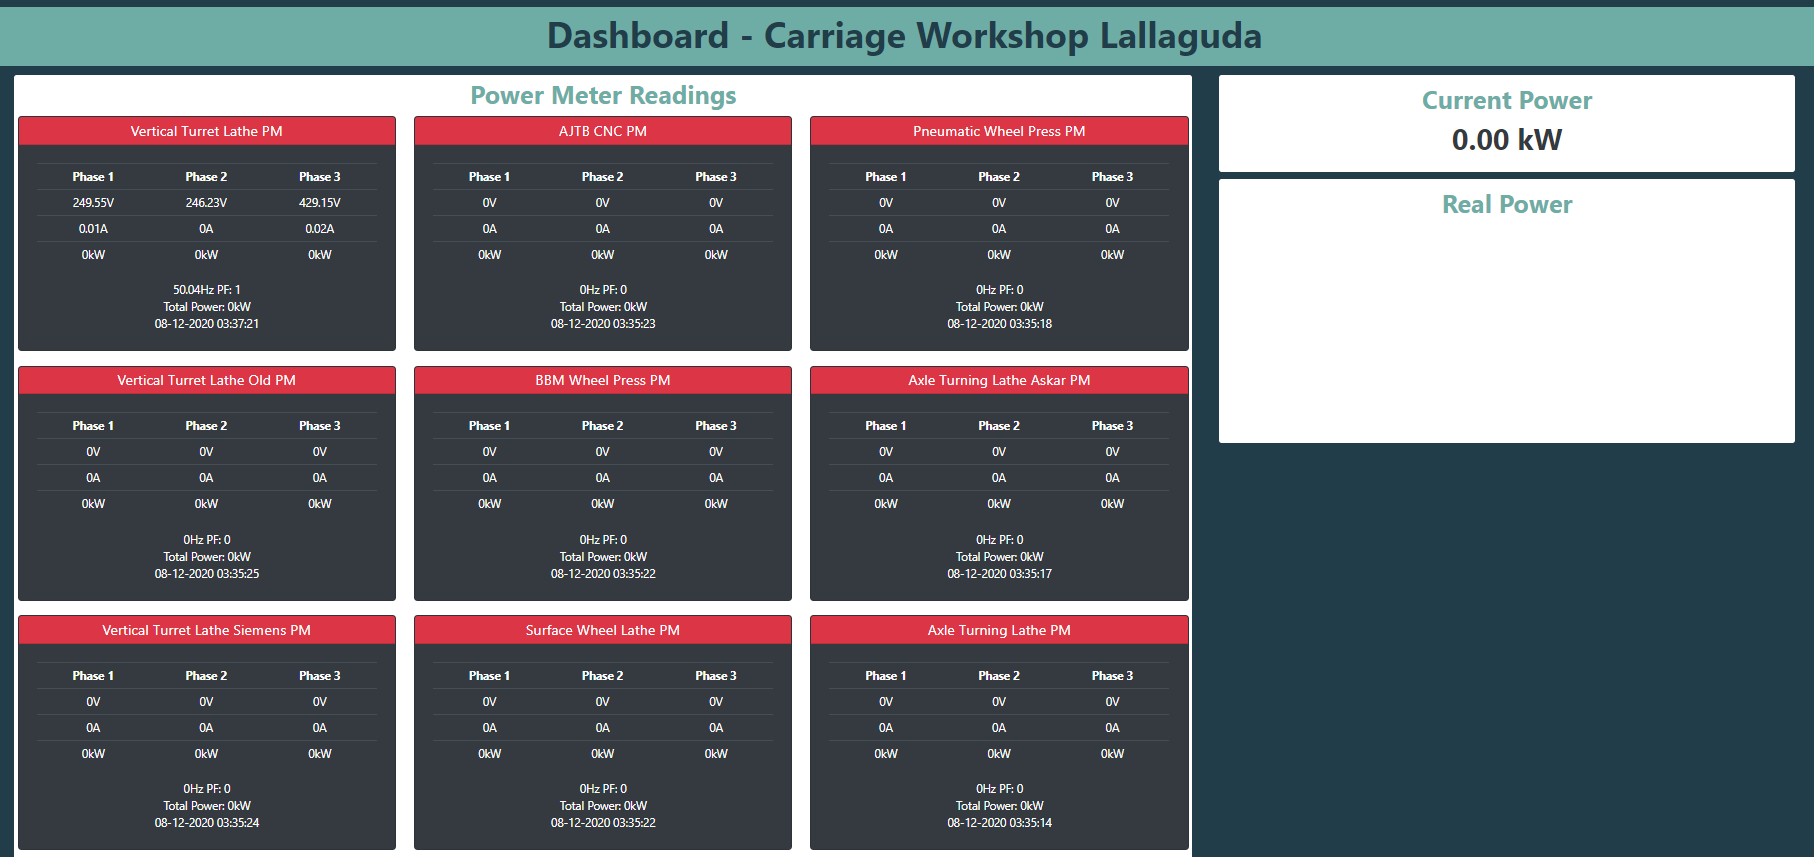 Dashboard - Carriage Workshop Lallaguda
Power Meter Readings
Vertical Turret Lathe PM
Phase 1 Phase 2 Phase 3
249.55V 246.23V 429.15V
0.01A 0A 0.02A
0kW 0kW 0kW
50.04Hz PF: 1
Total Power: 0kW
08-12-2020 03:37:21
AJTB CNC PM
Phase 1 Phase 2 Phase 3
0V 0V 0V
0A 0A 0A
0kW 0kW 0kW
0Hz PF: 0
Total Power: 0kW
08-12-2020 03:35:23
Pneumatic Wheel Press PM
Phase 1 Phase 2 Phase 3
0V 0V 0V
0A 0A 0A
0kW 0kW 0kW
0Hz PF: 0
Total Power: 0kW
08-12-2020 03:35:18
Vertical Turret Lathe Old PM
Phase 1 Phase 2 Phase 3
0V 0V 0V
0A 0A 0A
0kW 0kW 0kW
0Hz PF: 0
Total Power: 0kW
08-12-2020 03:35:25
BBM Wheel Press PM
Phase 1 Phase 2 Phase 3
0V 0V 0V
0A 0A 0A
0kW 0kW 0kW
0Hz PF: 0
Total Power: 0kW
08-12-2020 03:35:22
Axle Turning Lathe Askar PM
Phase 1 Phase 2 Phase 3
0V 0V 0V
0A 0A 0A
0kW 0kW 0kW
0Hz PF: 0
Total Power: 0kW
08-12-2020 03:35:17
Vertical Turret Lathe Siemens PM
Phase 1 Phase 2 Phase 3
0V 0V 0V
0A 0A 0A
0kW 0kW 0kW
0Hz PF: 0
Total Power: 0kW
08-12-2020 03:35:24
Surface Wheel Lathe PM
Phase 1 Phase 2 Phase 3
0V 0V 0V
0A 0A 0A
0kW 0kW 0kW
0Hz PF: 0
Total Power: 0kW
08-12-2020 03:35:22
Axle Turning Lathe PM
Phase 1 Phase 2 Phase 3
0V 0V 0V
0A 0A 0A
0kW 0kW 0kW
0Hz PF: 0
Total Power: 0kW
08-12-2020 03:35:14
Current Power
0.00 kW
Real Power